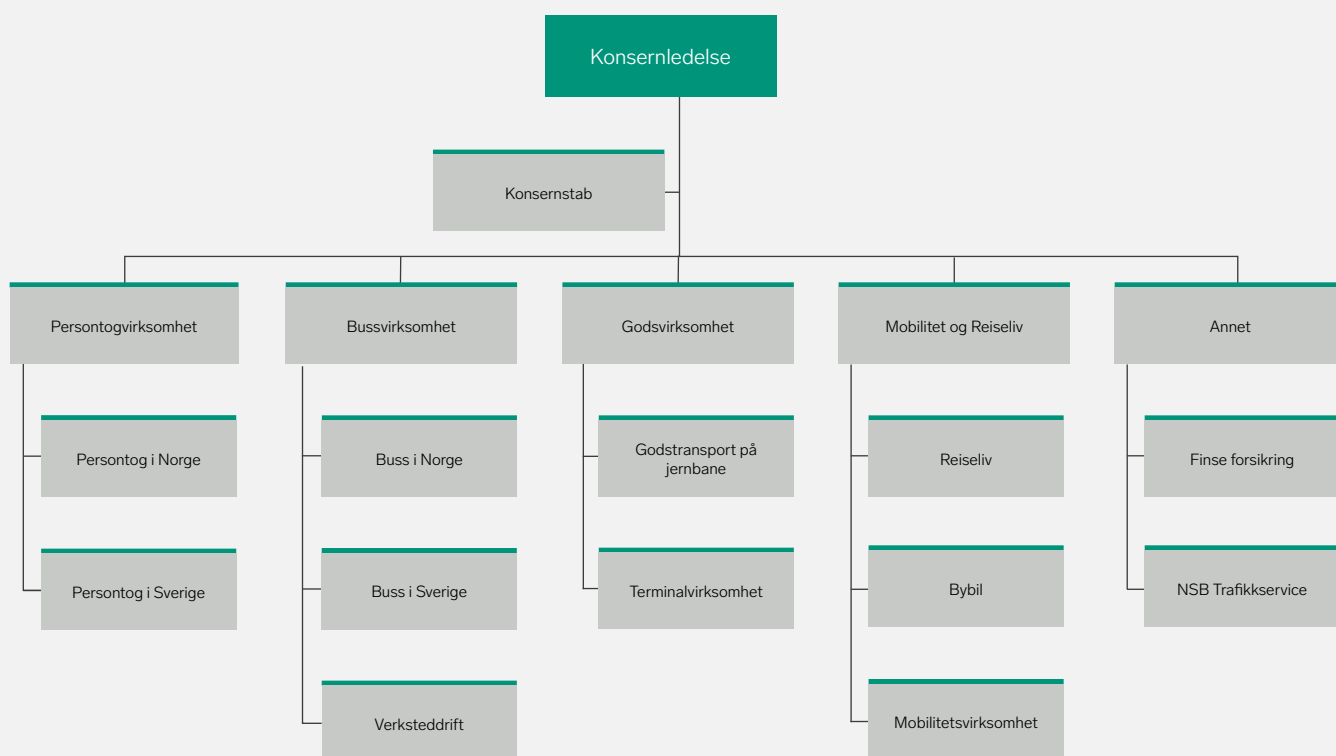 Konsernledelse
Konsernstab
Persontogvirksomhet
Bussvirksomhet
Godsvirksomhet
Mobilitet og Reiseliv
Annet
Persontog i Norge
Buss i Norge
Godstransport på
jernbane
Reiseliv
Finse forsikring
Persontog i Sverige
Buss i Sverige
Terminalvirksomhet
Bybil
NSB Trafikkservice
Verksteddrift
Mobilitetsvirksomhet